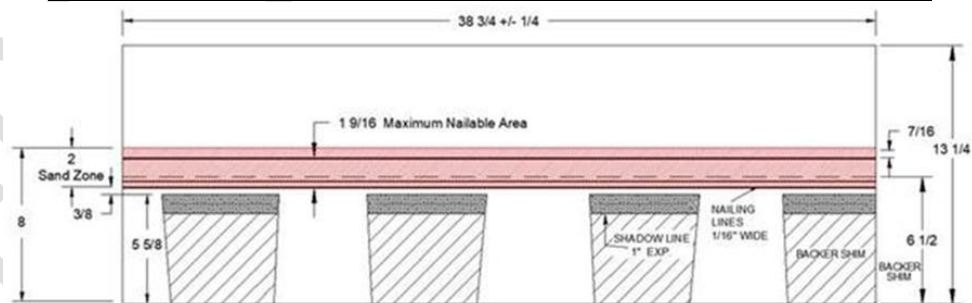 38 3/4 +/- 1/4
1 9/16 Maximum Nailable Area
7/16
13 1/4
2
Sand Zone
3/8
8
5 5/8
SHADOW LINE
1" EXP.
NAILING
LINES
1/16" WIDE
BACKER SHIM
BACKER
SHIM
6 1/2